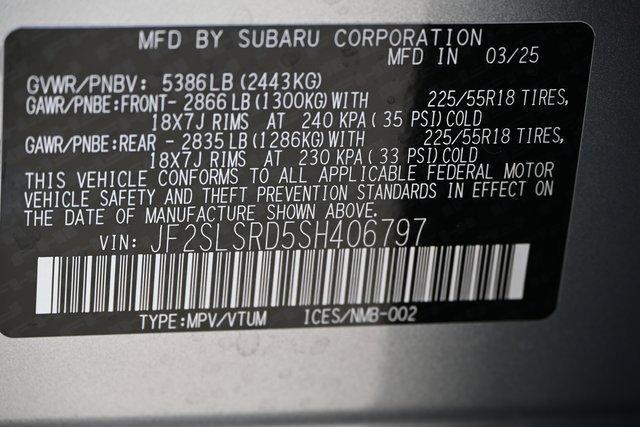 MFD BY SUBARU CORPORATION
MFD IN 03/25
GVWR/PNBV: 5386LB (2443KG)
GAWR/PNBE:FRONT- 2866 LB (1300KG) WITH 225/55R18 TIRES,
18X7J RIMS AT 240 KPA ( 35 PSI) COLD
GAWR/PNBE:REAR - 2835 LB (1286KG) WITH 225/55R18 TIRES,
18X7J RIMS AT 230 KPA ( 33 PSI) COLD
THIS VEHICLE CONFORMS TO ALL APPLICABLE FEDERAL MOTOR
VEHICLE SAFETY AND THEFT PREVENTION STANDARDS IN EFFECT ON
THE DATE OF MANUFACTURE SHOWN ABOVE.
VIN: JF2SLSRD5SH406797
TYPE:MPV/VTUM ICES/NMB-002